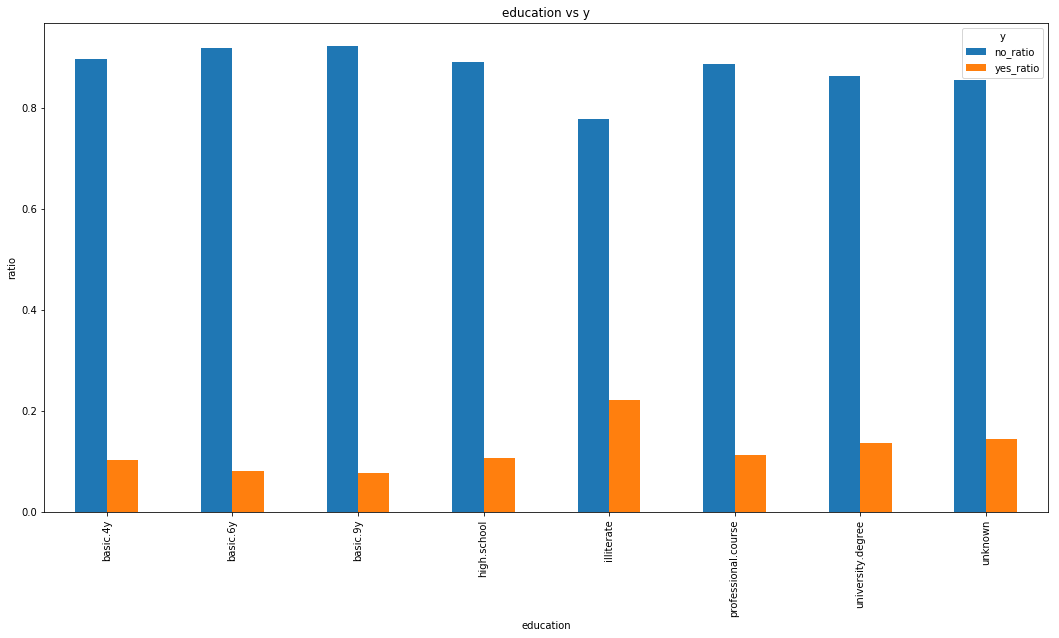 education vs y
y
no_ratio
yes_ratio
0.8
0.6
0.4
0.2
0.0
ratio
basic.4y
basic.6y
basic.9y
high.school
illiterate
professional.course
university.degree
unknown
education